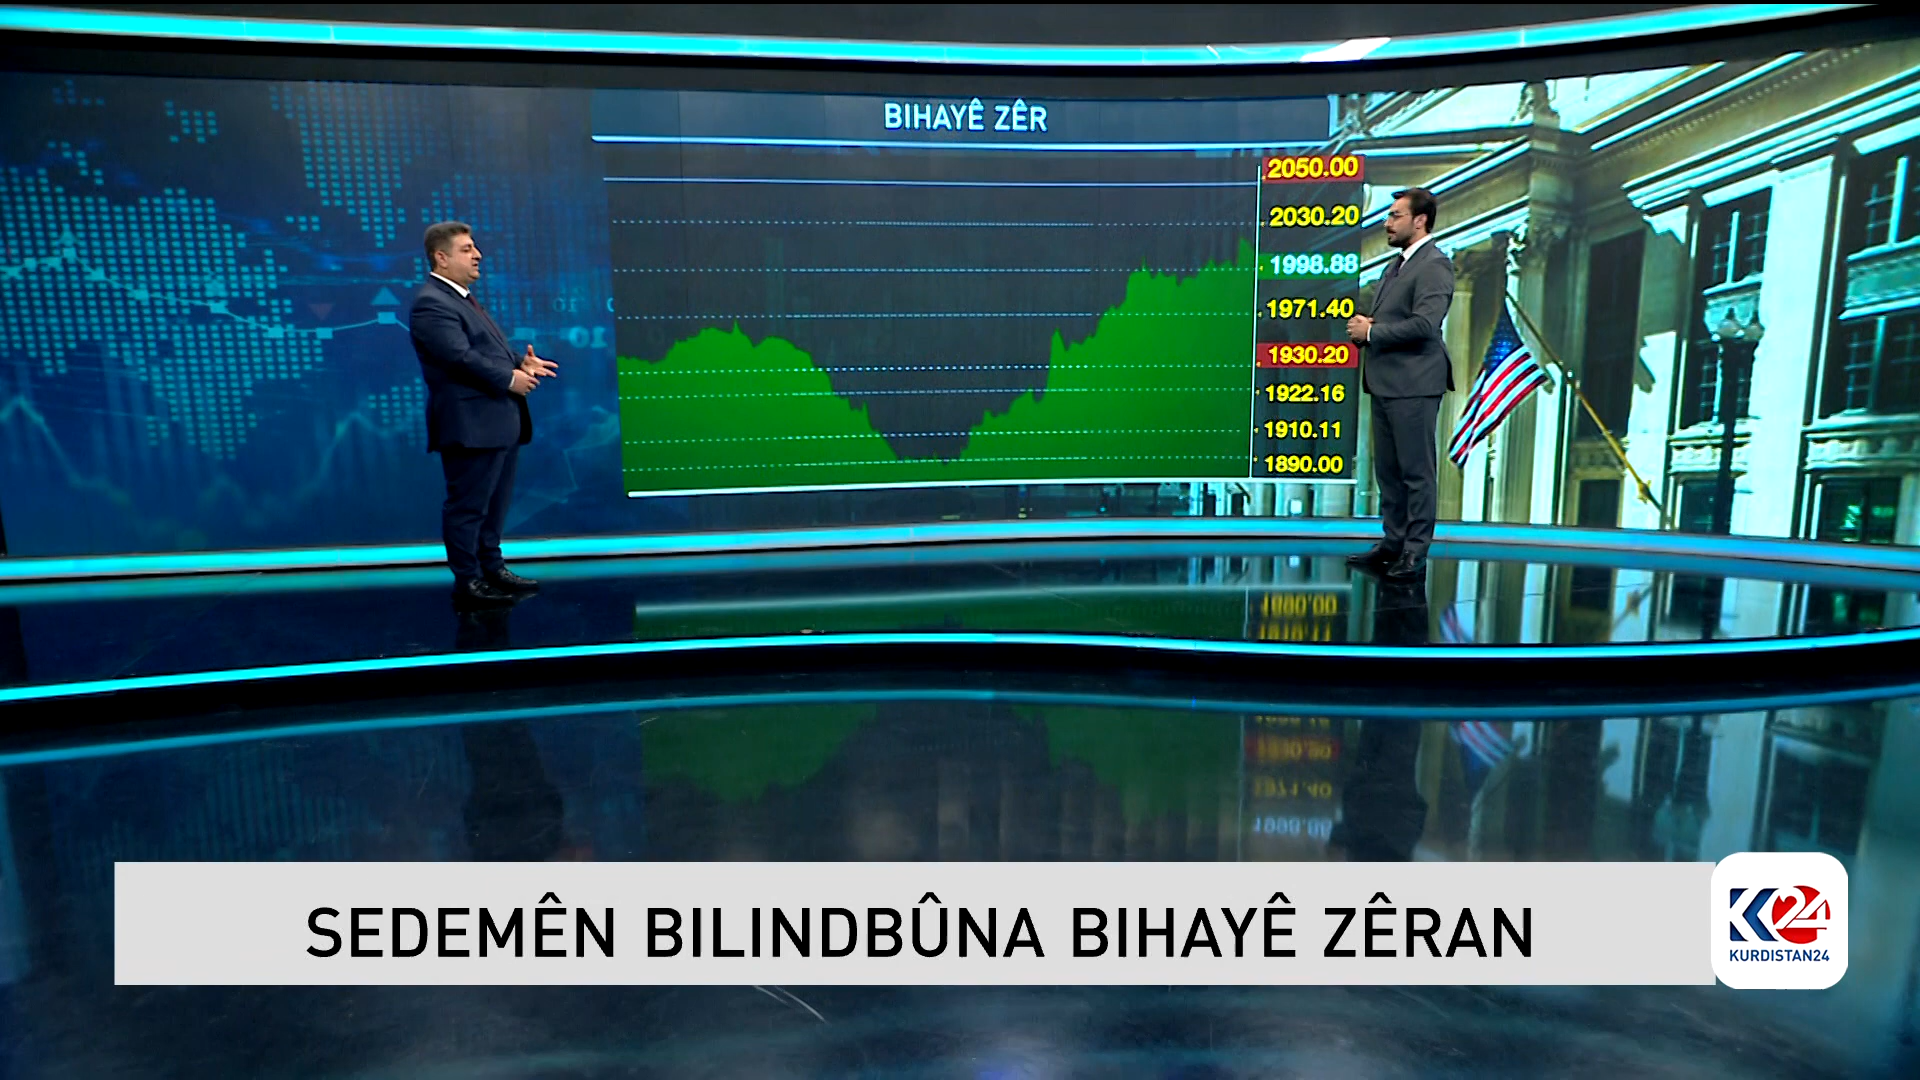 BIHAYÊ ZÊR
2050.00
2030.20
1998.88
1971.40
1930.20
1922.16
1910.11
1890.00
SEDEMÊN BILINDBÛNA BIHAYÊ ZÊRAN
K24
KURDISTAN24